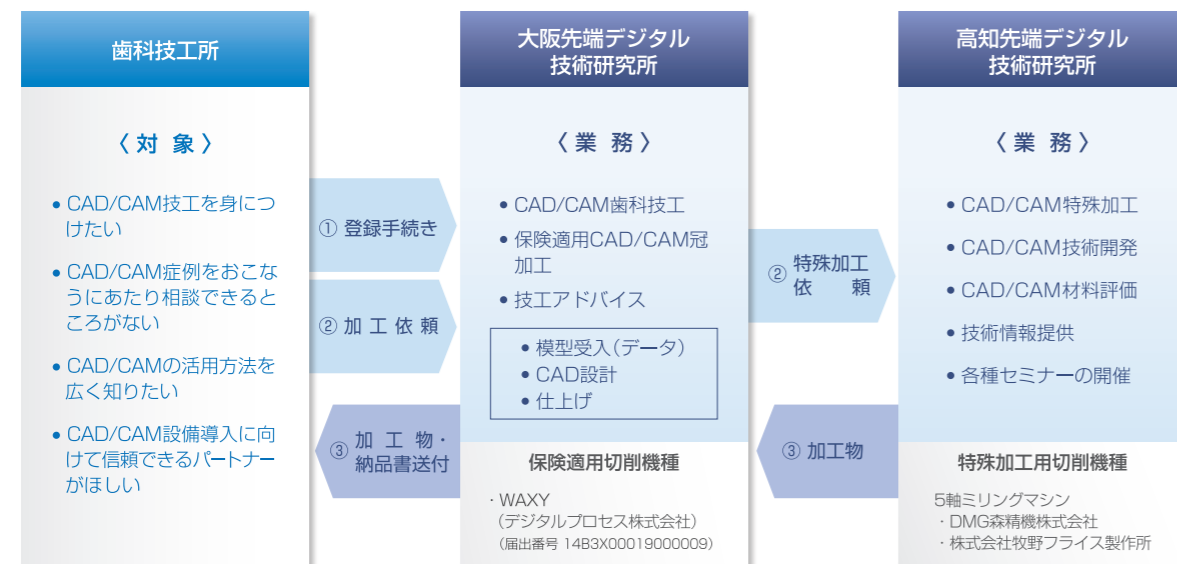 歯科技工所
〈 対 象 〉
● CAD/CAM技工を身につ
けたい
● CAD/CAM症例をおこな
うにあたり相談できると
ころがない
● CAD/CAMの活用方法を
広く知りたい
● CAD/CAM設備導入に向
けて信頼できるパートナー
がほしい
① 登録手続き
② 加 工 依 頼
③ 加 工 物・
納品書送付
大阪先端デジタル
技術研究所
〈 業 務 〉
● CAD/CAM歯科技工
● 保険適用CAD/CAM冠
加工
● 技工アドバイス
● 模型受入(データ)
● CAD設計
● 仕上げ
保険適用切削機種
・WAXY
(デジタルプロセス株式会社)
(届出番号 14B3X00019000009)
② 特殊加工
依 頼
③ 加工物
高知先端デジタル
技術研究所
〈 業 務 〉
● CAD/CAM特殊加工
● CAD/CAM技術開発
● CAD/CAM材料評価
● 技術情報提供
● 各種セミナーの開催
特殊加工用切削機種
5軸ミリングマシン
・DMG森精機株式会社
・株式会社牧野フライス製作所